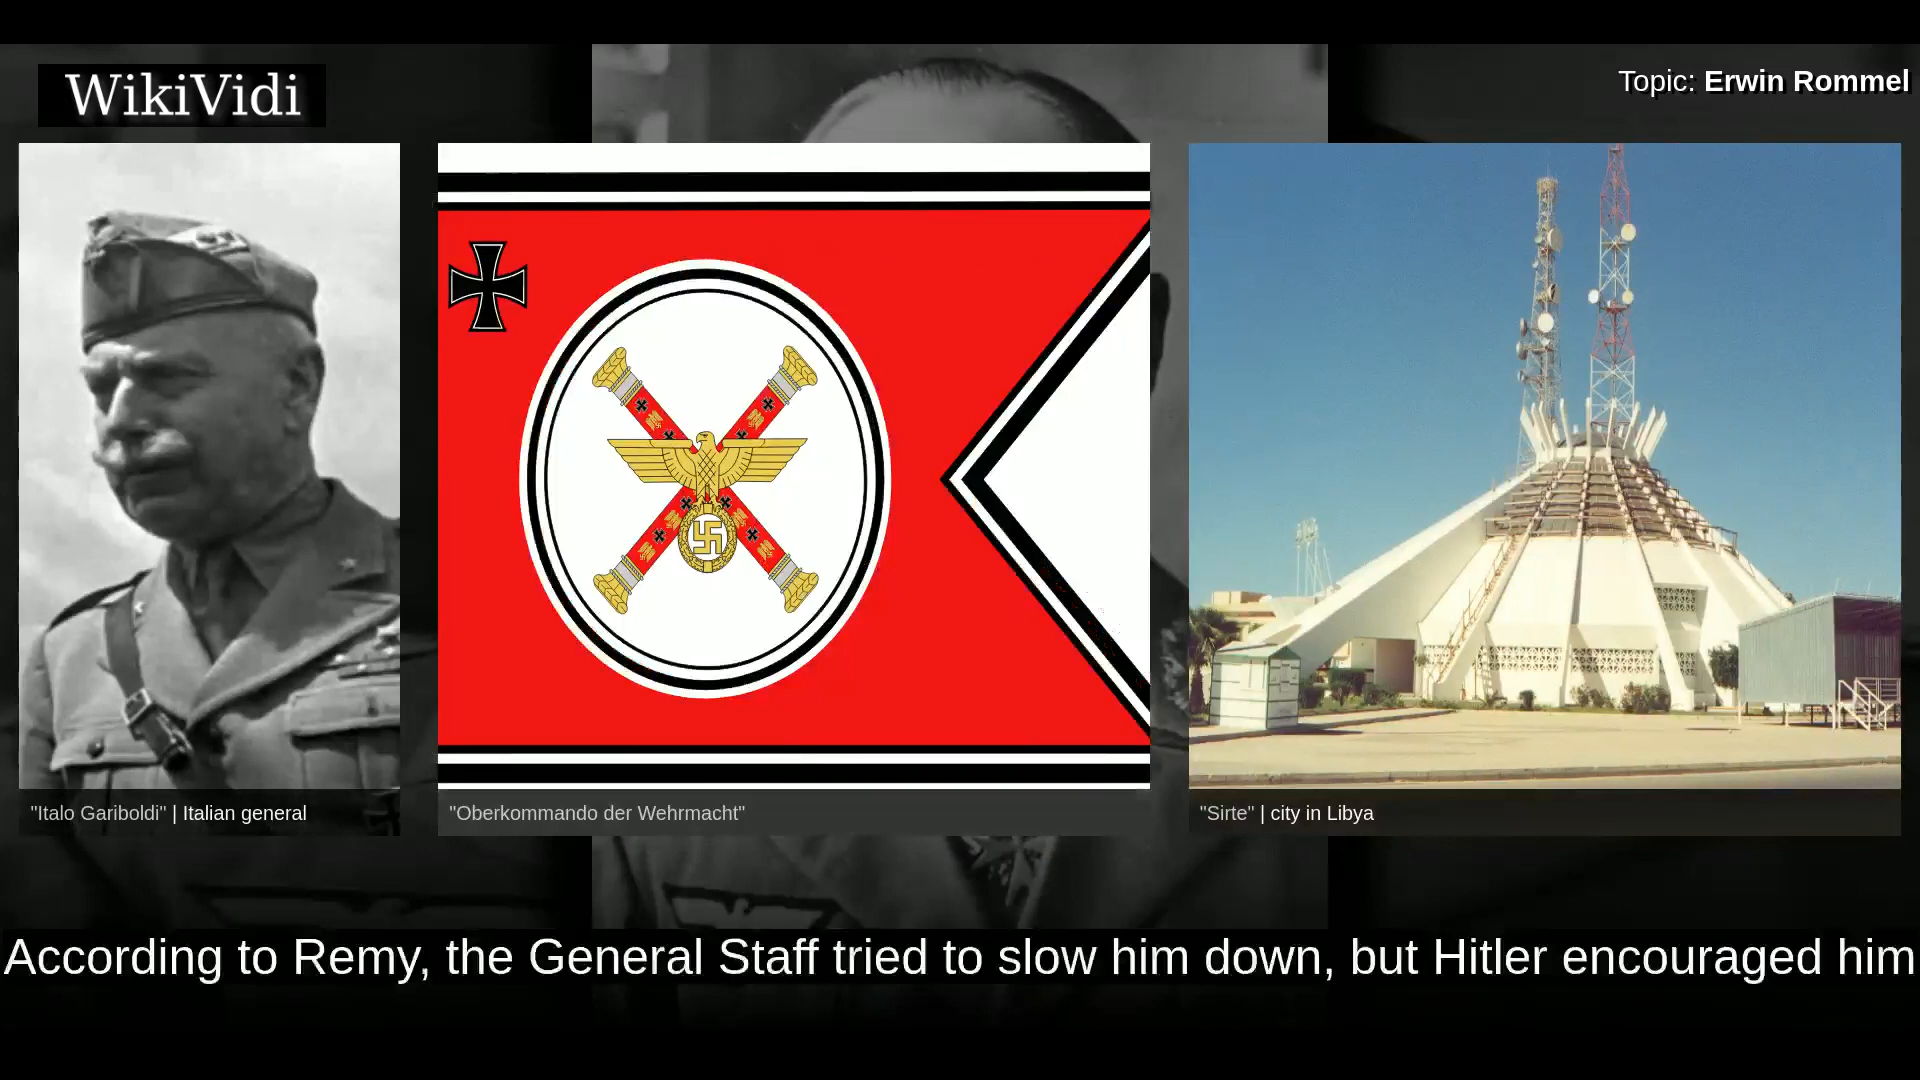 WikiVidi
Topic: Erwin Rommel
"Italo Gariboldi" | Italian general
"Oberkommando der Wehrmacht"
"Sirte" | city in Libya
According to Remy, the General Staff tried to slow him down, but Hitler encouraged him